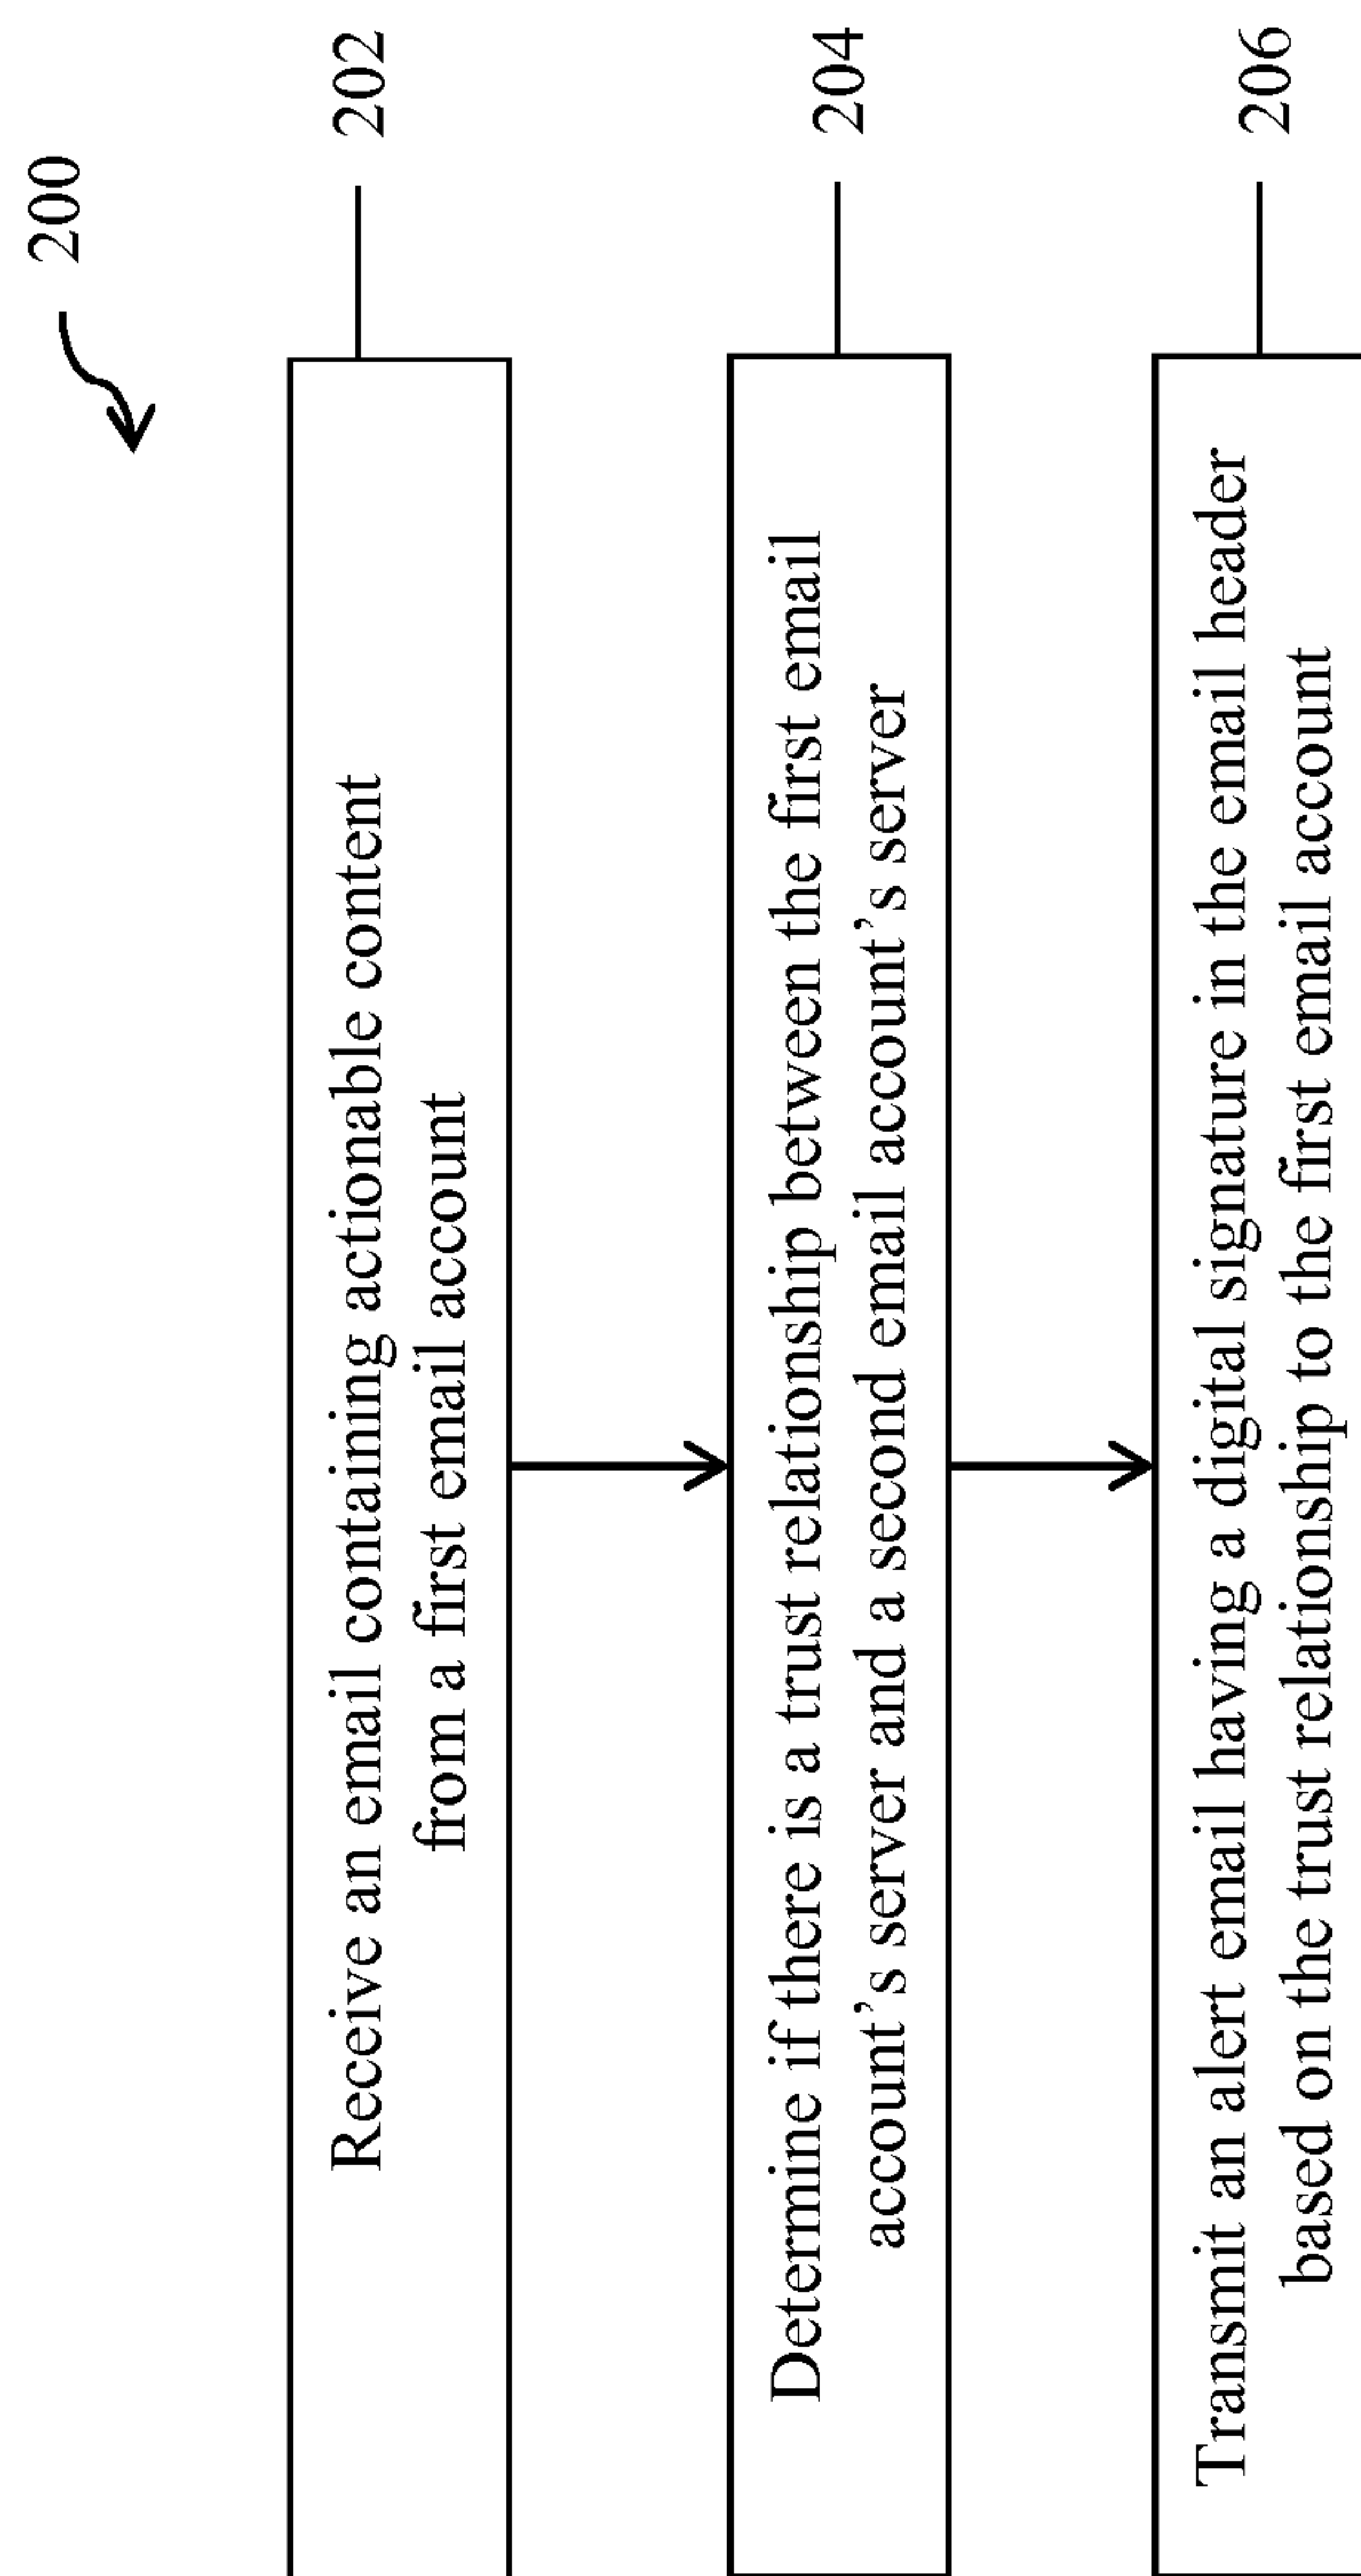 200
Receive an email containing actionable content
from a first email account
202
Determine if there is a trust relationship between the first email
account's server and a second email account's server
204
Transmit an alert email having a digital signature in the email header
based on the trust relationship to the first email account
206